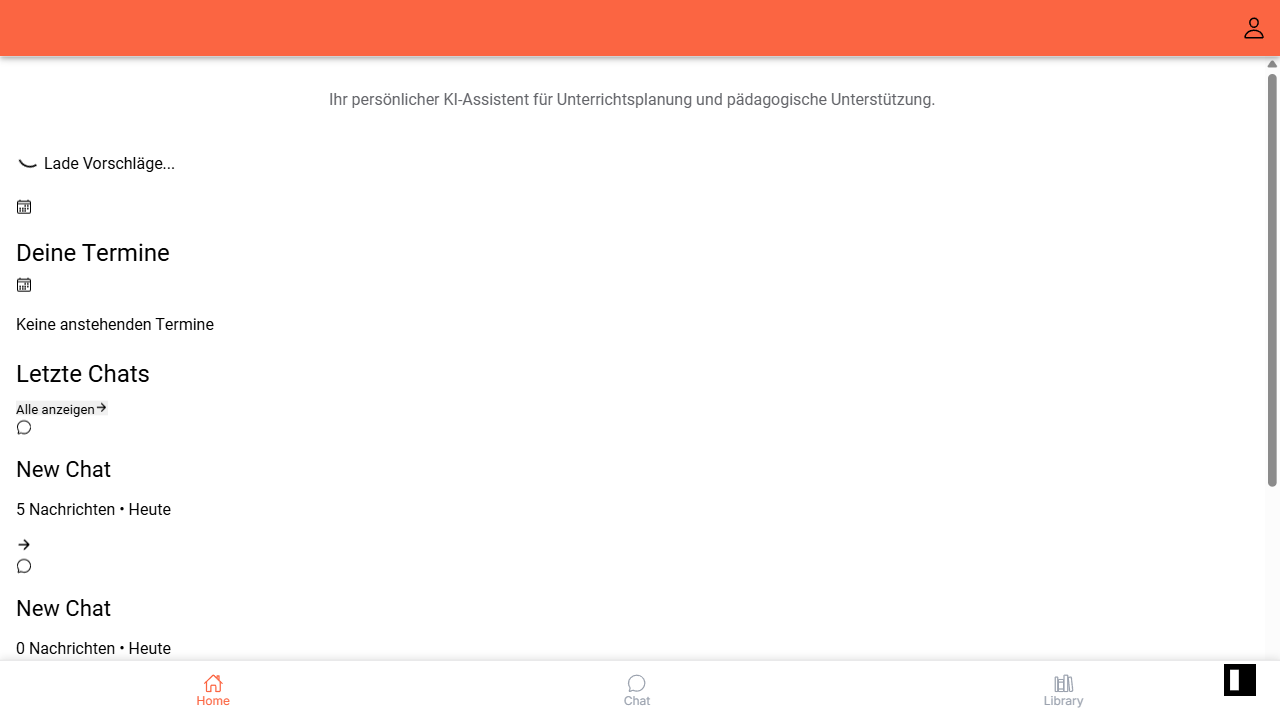 Ihr persönlicher KI-Assistent für Unterrichtsplanung und pädagogische Unterstützung.
Lade Vorschläge...
Deine Termine
Keine anstehenden Termine
Letzte Chats
Alle anzeigen
New Chat
5 Nachrichten • Heute
New Chat
0 Nachrichten • Heute
Home
Chat
Library